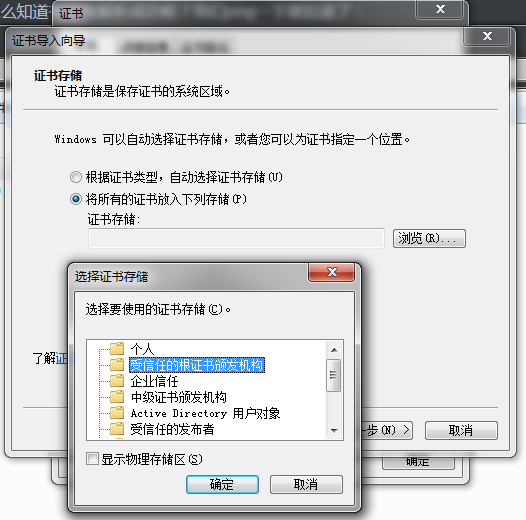 证书
证书导入向导
证书存储
证书存储是保存证书的系统区域。
Windows 可以自动选择证书存储，或者您可以为证书指定一个位置。
根据证书类型，自动选择证书存储(U)
将所有的证书放入下列存储(P)
证书存储:
浏览(R)...
选择证书存储
选择要使用的证书存储(C)。
个人
受信任的根证书颁发机构
企业信任
中级证书颁发机构
Active Directory 用户对象
受信任的发布者
显示物理存储区(S)
确定
取消
了解证
步(N) >
取消
确定